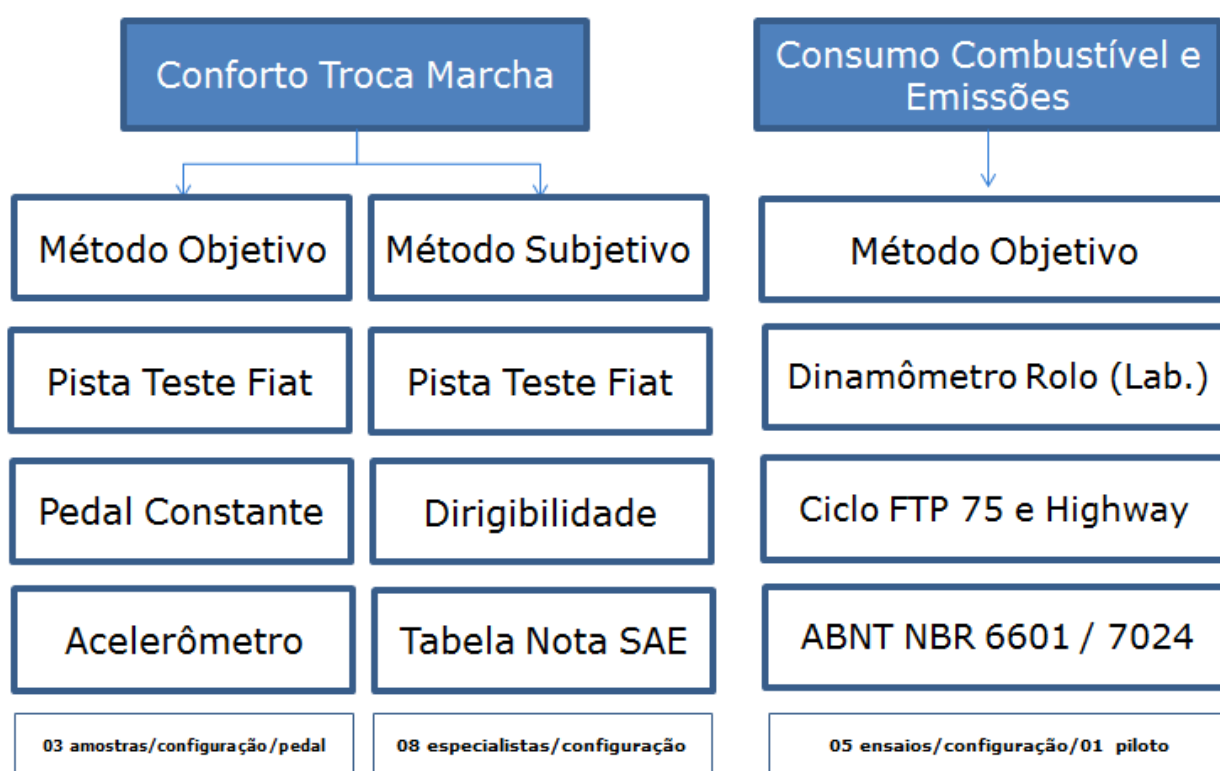 Conforto Troca Marcha
Consumo Combustível e
Emissões
Método Objetivo
Método Subjetivo
Método Objetivo
Pista Teste Fiat
Pista Teste Fiat
Dinamômetro Rolo (Lab.)
Pedal Constante
Dirigibilidade
Ciclo FTP 75 e Highway
Acelerômetro
Tabela Nota SAE
ABNT NBR 6601 / 7024
03 amostras/configuração/pedal
08 especialistas/configuração
05 ensaios/configuração/01 piloto